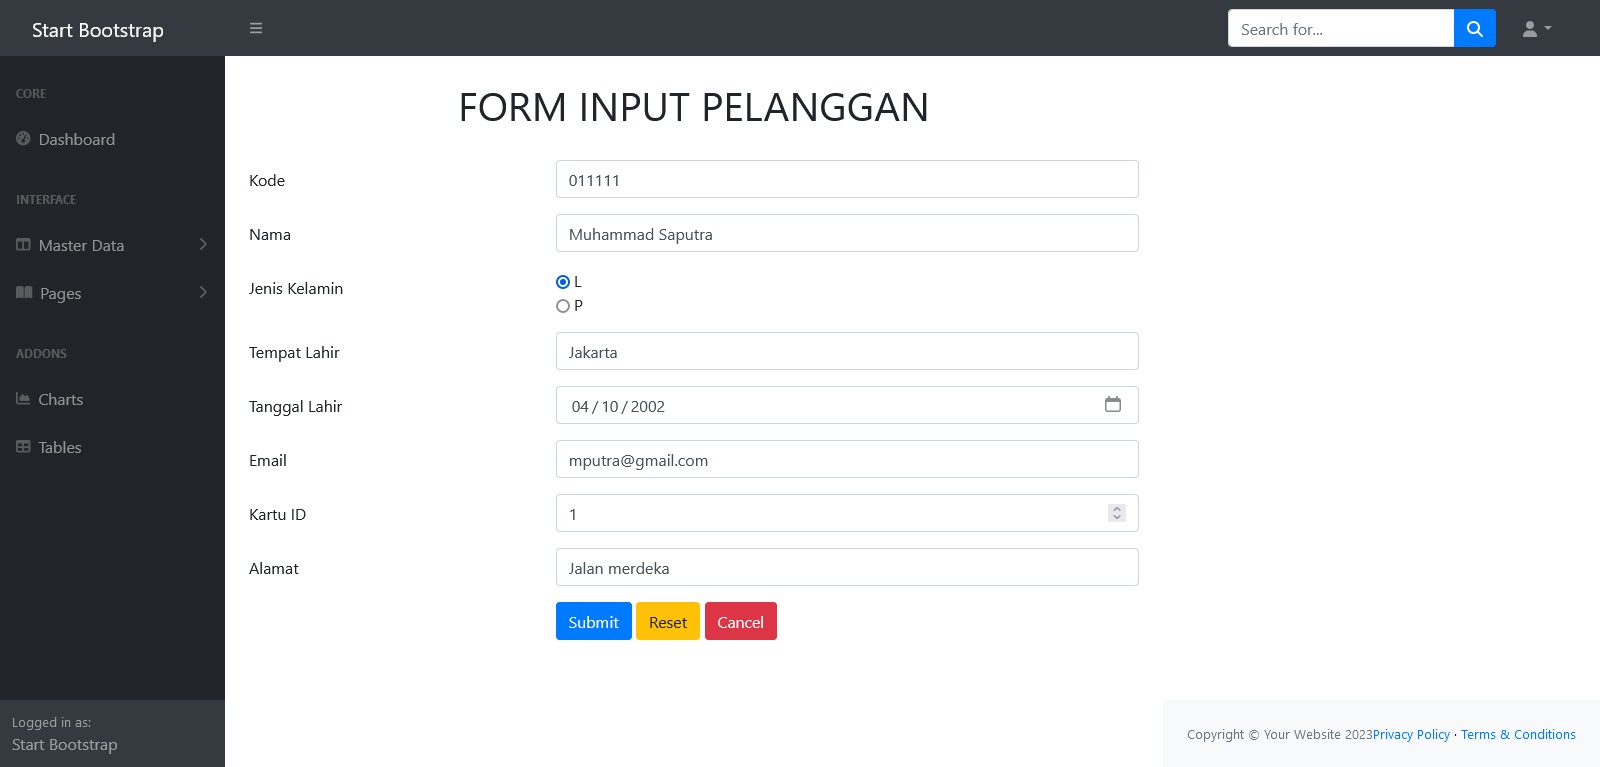 Start Bootstrap
Search for...
CORE
Dashboard
INTERFACE
Master Data
Pages
ADDONS
Charts
Tables
Logged in as:
Start Bootstrap
FORM INPUT PELANGGAN
Kode 011111
Nama Muhammad Saputra
Jenis Kelamin L
P
Tempat Lahir Jakarta
Tanggal Lahir 04 / 10 / 2002
Email mputra@gmail.com
Kartu ID 1
Alamat Jalan merdeka
Submit Reset Cancel
Copyright © Your Website 2023Privacy Policy · Terms & Conditions